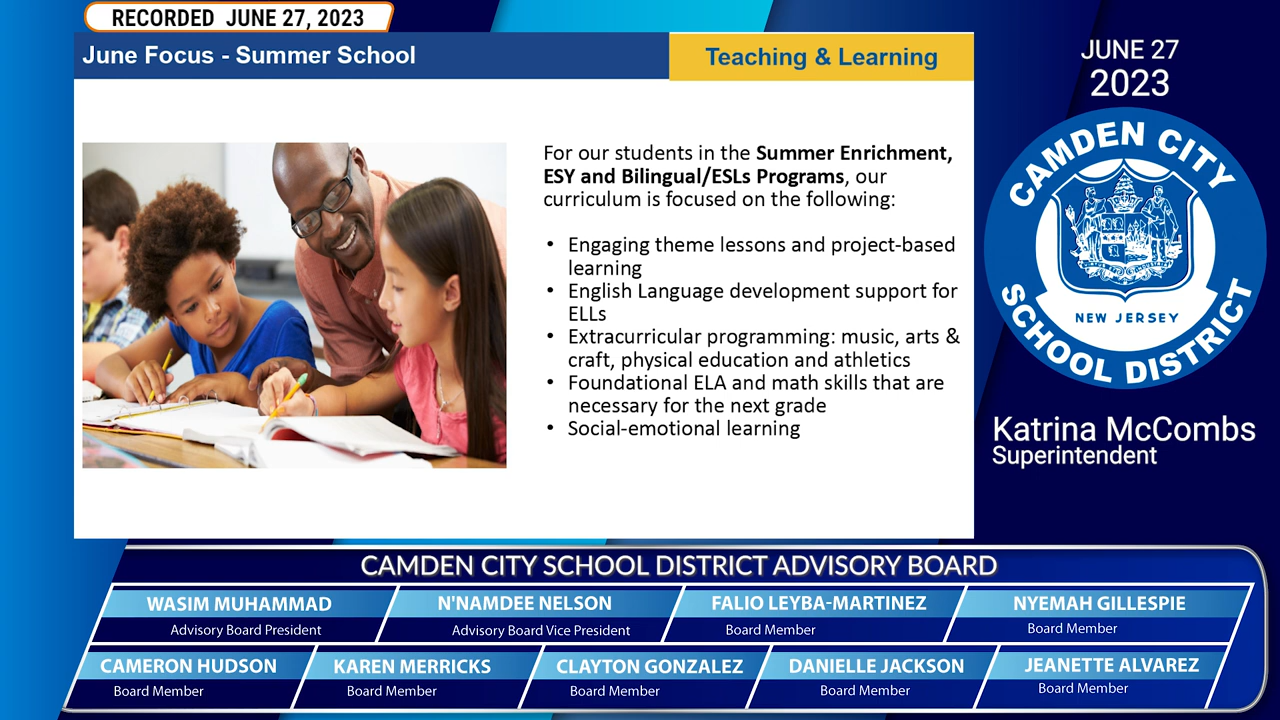 RECORDED JUNE 27, 2023
June Focus - Summer School
Teaching & Learning
For our students in the Summer Enrichment,
ESY and Bilingual/ESLs Programs, our
curriculum is focused on the following:
• Engaging theme lessons and project-based
learning
• English Language development support for
ELLs
• Extracurricular programming: music, arts &
craft, physical education and athletics
• Foundational ELA and math skills that are
necessary for the next grade
• Social-emotional learning
JUNE 27
2023
CAMDEN CITY
NEW JERSEY
SCHOOL DISTRICT
Katrina McCombs
Superintendent
CAMDEN CITY SCHOOL DISTRICT ADVISORY BOARD
WASIM MUHAMMAD
Advisory Board President
N'NAMDEE NELSON
Advisory Board Vice President
FALIO LEYBA-MARTINEZ
Board Member
NYEMAH GILLESPIE
Board Member
CAMERON HUDSON
Board Member
KAREN MERRICKS
Board Member
CLAYTON GONZALEZ
Board Member
DANIELLE JACKSON
Board Member
JEANETTE ALVAREZ
Board Member